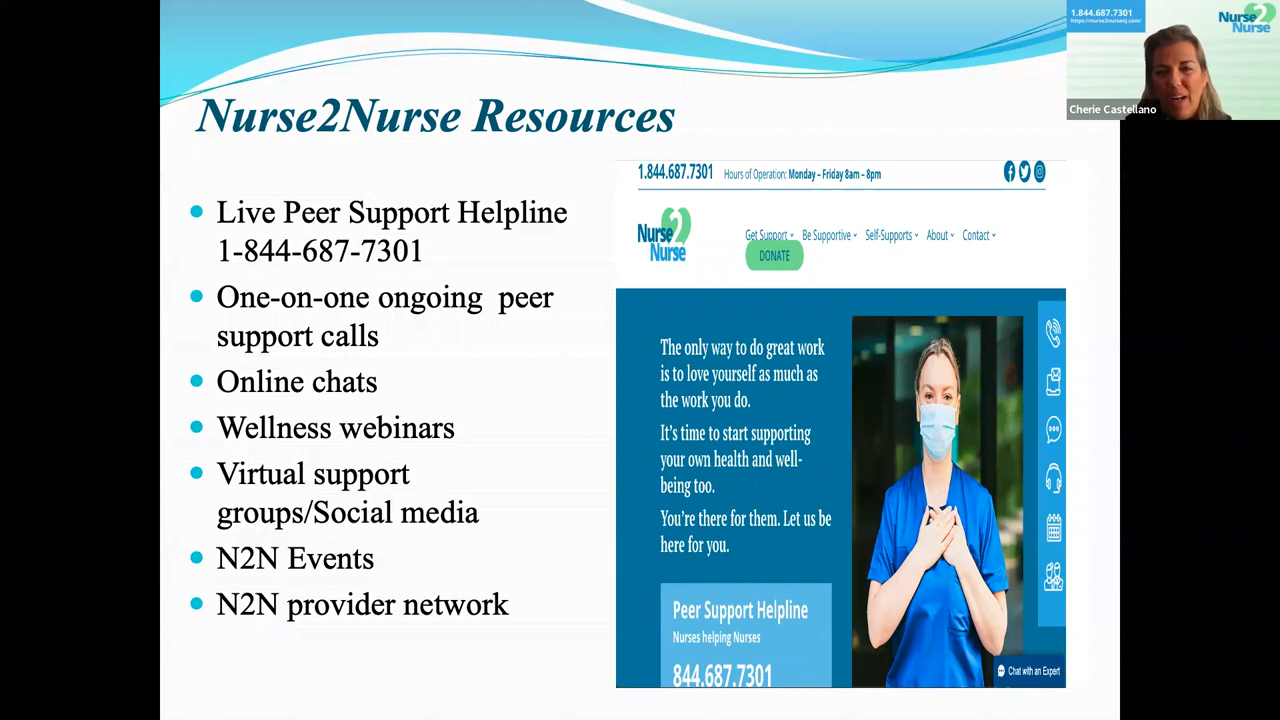 1.844.687.7301
https://nurse2nursenj.com/
Nurse2
Nurse
Cherie Castellano
Nurse2Nurse Resources
Live Peer Support Helpline
1-844-687-7301
One-on-one ongoing peer
support calls
Online chats
Wellness webinars
Virtual support
groups/Social media
N2N Events
N2N provider network
1.844.687.7301 Hours of Operation: Monday – Friday 8am – 8pm
Nurse2
Nurse
Get Support Be Supportive Self-Supports About Contact
DONATE
The only way to do great work
is to love yourself as much as
the work you do.
It's time to start supporting
your own health and well-
being too.
You're there for them. Let us be
here for you.
Peer Support Helpline
Nurses helping Nurses
844.687.7301
Chat with an Expert